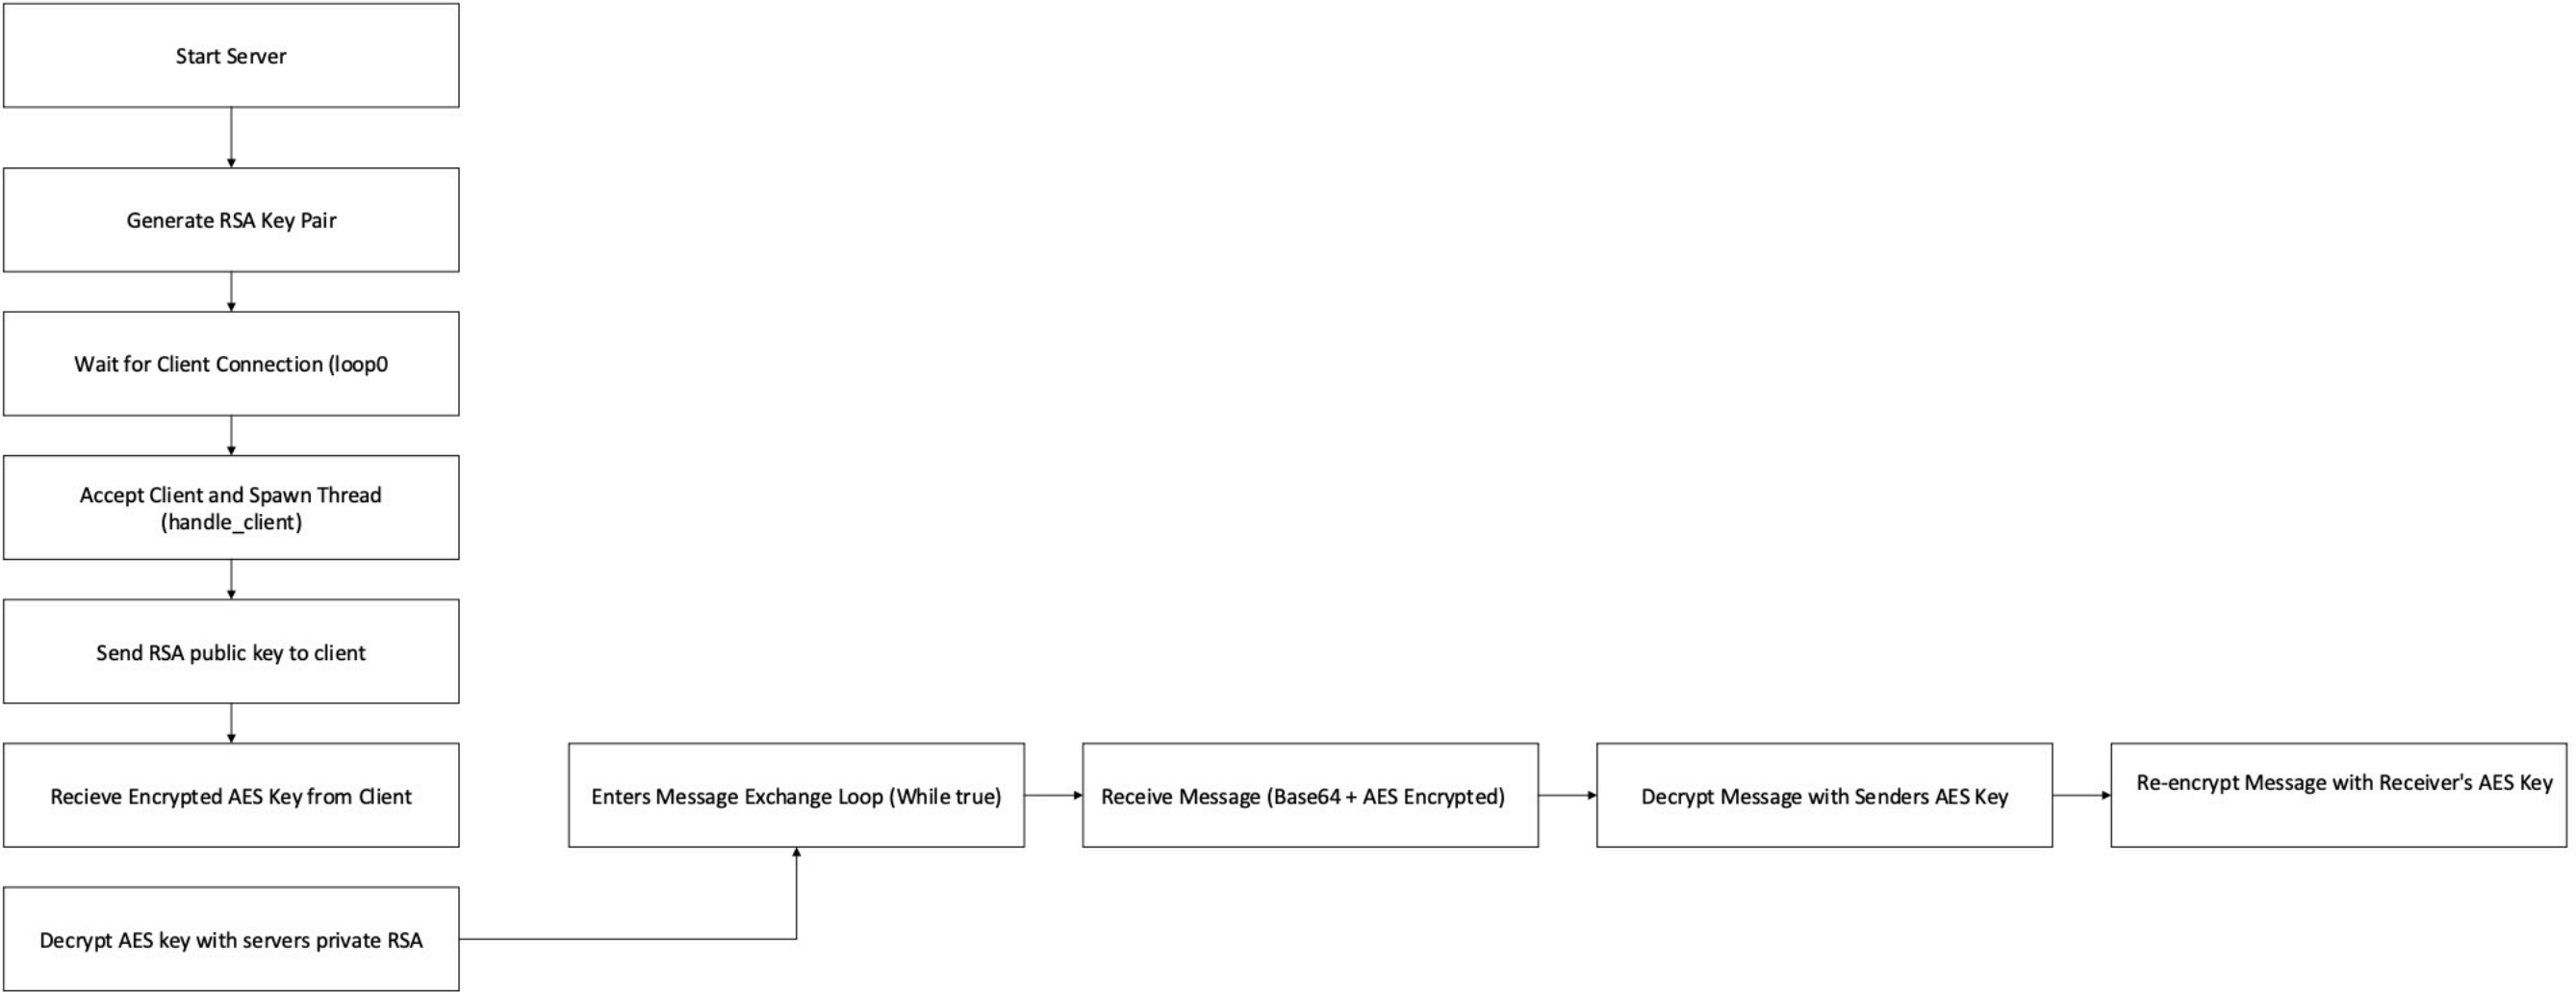 Start Server
Generate RSA Key Pair
Wait for Client Connection (loop0
Accept Client and Spawn Thread
(handle_client)
Send RSA public key to client
Recieve Encrypted AES Key from Client
Decrypt AES key with servers private RSA
Enters Message Exchange Loop (While true)
Receive Message (Base64 + AES Encrypted)
Decrypt Message with Senders AES Key
Re-encrypt Message with Receiver's AES Key